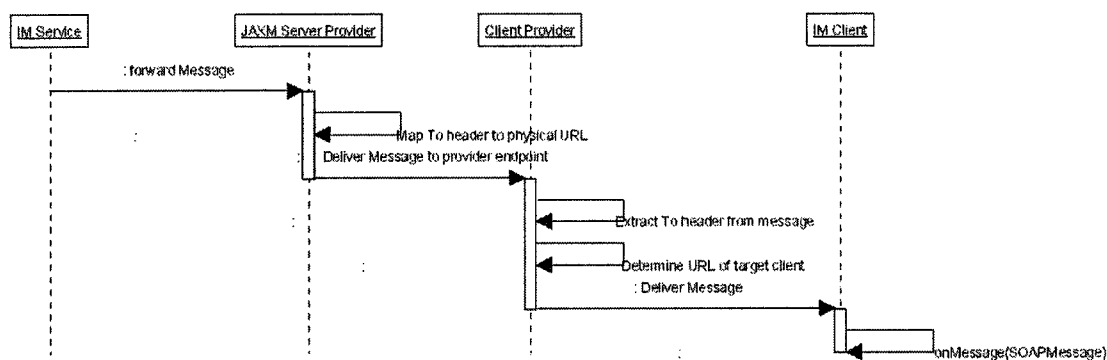 IM Service
JAXM Server Provider
Client Provider
IM Client
: forward Message
Map To header to physical URL
: Deliver Message to provider endpoint
Extract To header from message
Determine URL of target client
: Deliver Message
onMessage(SOAPMessage)